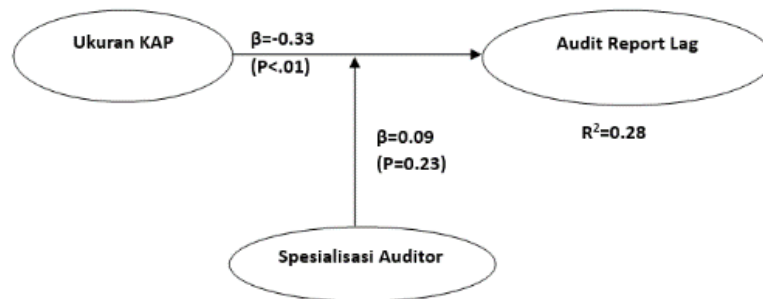 Ukuran KAP
β=-0.33
(P<.01)
Audit Report Lag
R²=0.28
β=0.09
(P=0.23)
Spesialisasi Auditor